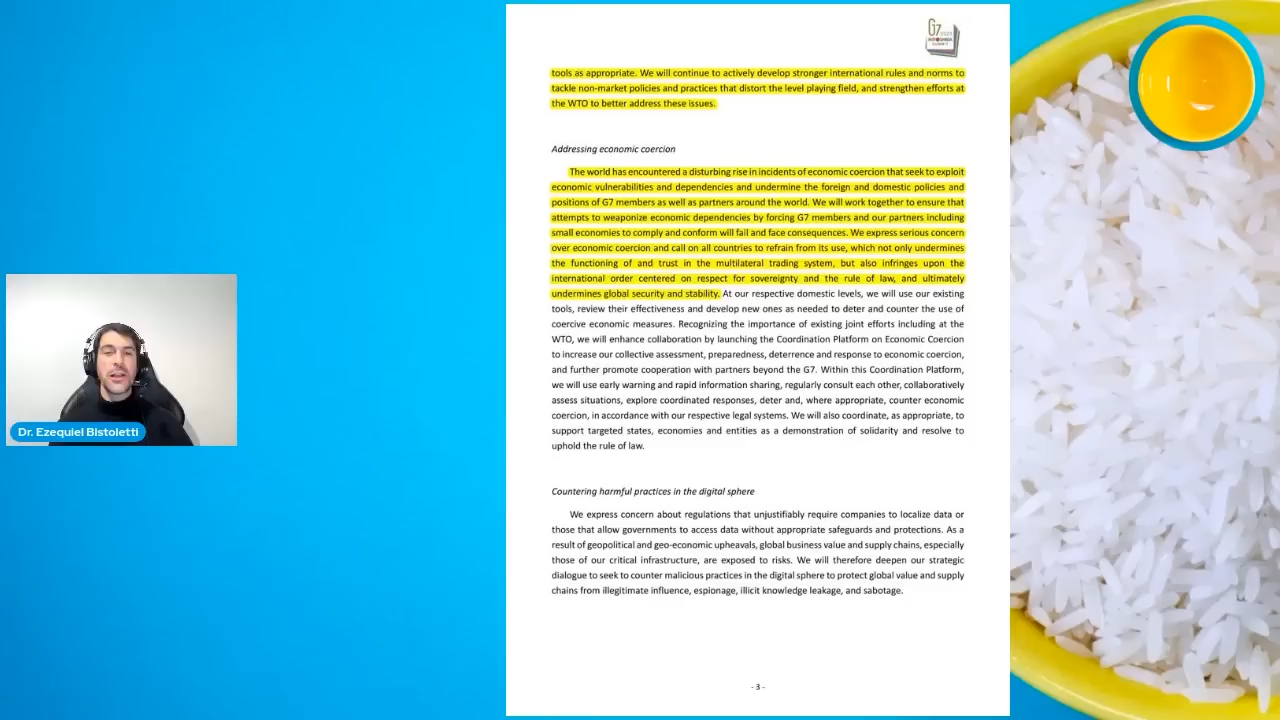 G7
tools as appropriate. We will continue to actively develop stronger international rules and norms to
tackle non-market policies and practices that distort the level playing field, and strengthen efforts at
the WTO to better address these issues.
Addressing economic coercion
The world has encountered a disturbing rise in incidents of economic coercion that seek to exploit
economic vulnerabilities and dependencies and undermine the foreign and domestic policies and
positions of G7 members as well as partners around the world. We will work together to ensure that
attempts to weaponize economic dependencies by forcing G7 members and our partners including
small economies to comply and conform will fail and face consequences. We express serious concern
over economic coercion and call on all countries to refrain from its use, which not only undermines
the functioning of and trust in the multilateral trading system, but also infringes upon the
international order centered on respect for sovereignty and the rule of law, and ultimately
undermines global security and stability. At our respective domestic levels, we will use our existing
tools, review their effectiveness and develop new ones as needed to deter and counter the use of
coercive economic measures. Recognizing the importance of existing joint efforts including at the
WTO, we will enhance collaboration by launching the Coordination Platform on Economic Coercion
to increase our collective assessment, preparedness, deterrence and response to economic coercion,
and further promote cooperation with partners beyond the G7. Within this Coordination Platform,
we will use early warning and rapid information sharing, regularly consult each other, collaboratively
assess situations, explore coordinated responses, deter and, where appropriate, counter economic
coercion, in accordance with our respective legal systems. We will also coordinate, as appropriate, to
support targeted states, economies and entities as a demonstration of solidarity and resolve to
uphold the rule of law.
Countering harmful practices in the digital sphere
We express concern about regulations that unjustifiably require companies to localize data or
those that allow governments to access data without appropriate safeguards and protections. As a
result of geopolitical and geo-economic upheavals, global business value and supply chains, especially
those of our critical infrastructure, are exposed to risks. We will therefore deepen our strategic
dialogue to seek to counter malicious practices in the digital sphere to protect global value and supply
chains from illegitimate influence, espionage, illicit knowledge leakage, and sabotage.
- 3 -
Dr. Ezequiel Bistoletti